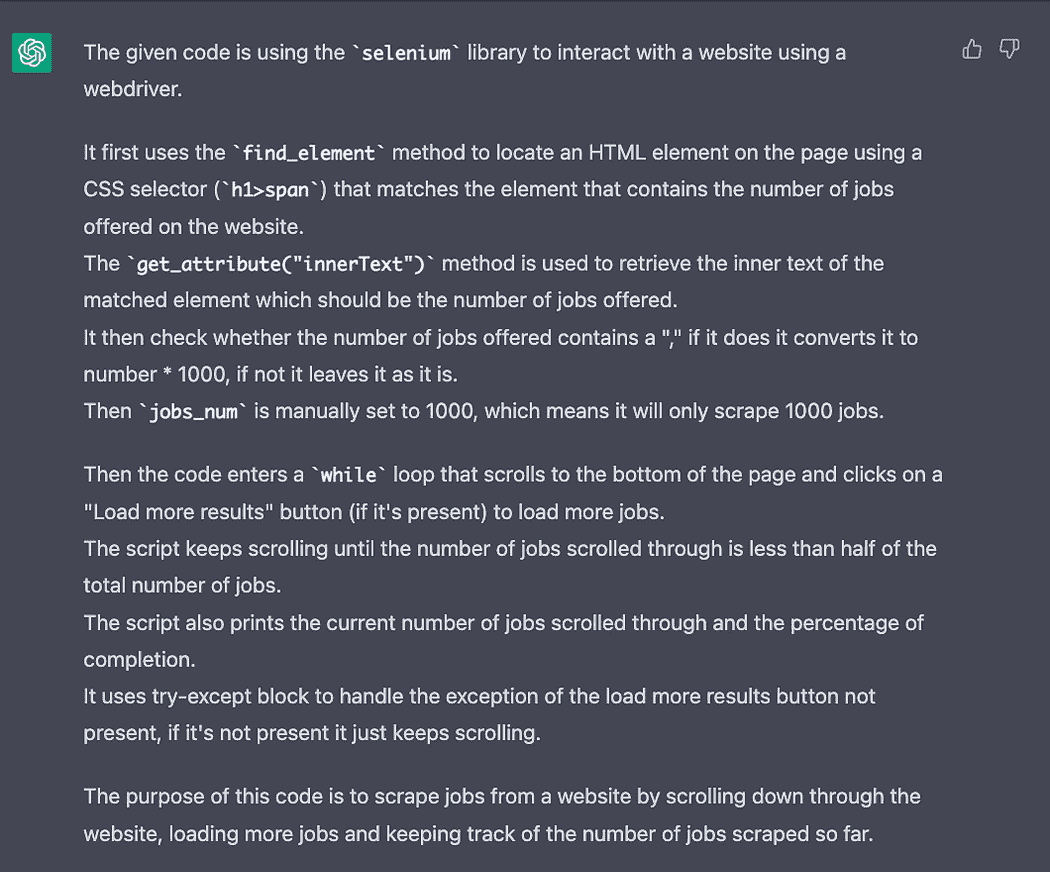 The given code is using the `selenium` library to interact with a website using a
webdriver.
It first uses the `find_element` method to locate an HTML element on the page using a
CSS selector (`h1>span`) that matches the element that contains the number of jobs
offered on the website.
The `get_attribute("innerText")` method is used to retrieve the inner text of the
matched element which should be the number of jobs offered.
It then check whether the number of jobs offered contains a "," if it does it converts it to
number * 1000, if not it leaves it as it is.
Then `jobs_num` is manually set to 1000, which means it will only scrape 1000 jobs.
Then the code enters a `while` loop that scrolls to the bottom of the page and clicks on a
"Load more results" button (if it's present) to load more jobs.
The script keeps scrolling until the number of jobs scrolled through is less than half of the
total number of jobs.
The script also prints the current number of jobs scrolled through and the percentage of
completion.
It uses try-except block to handle the exception of the load more results button not
present, if it's not present it just keeps scrolling.
The purpose of this code is to scrape jobs from a website by scrolling down through the
website, loading more jobs and keeping track of the number of jobs scraped so far.